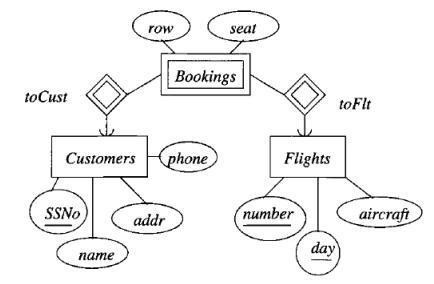 row
seat
Bookings
toCust
toFlt
Customers
phone
Flights
SSNo
addr
name
number
aircraft
day